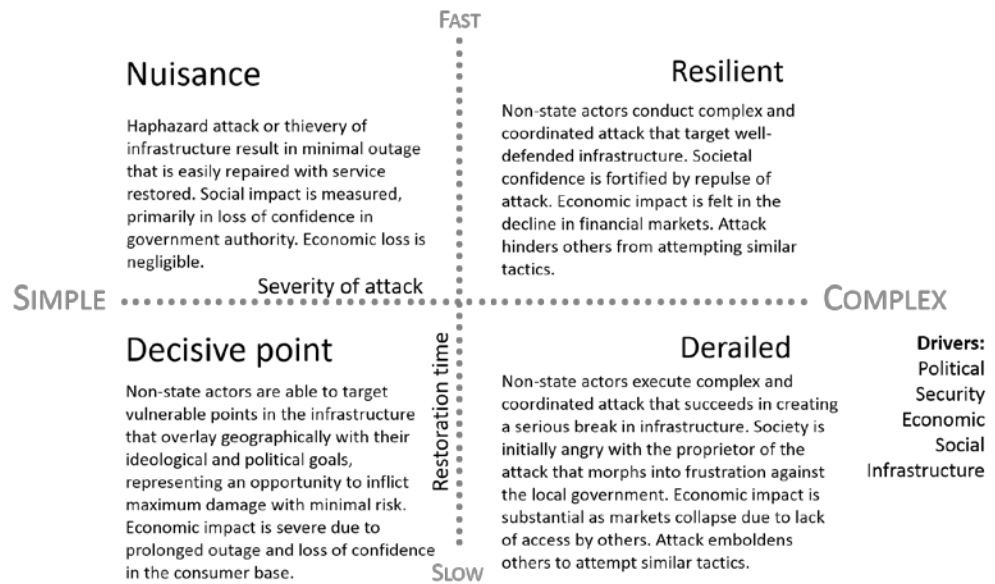 FAST
Nuisance
Haphazard attack or thievery of
infrastructure result in minimal outage
that is easily repaired with service
restored. Social impact is measured,
primarily in loss of confidence in
government authority. Economic loss is
negligible.
Resilient
Non-state actors conduct complex and
coordinated attack that target well-
defended infrastructure. Societal
confidence is fortified by repulse of
attack. Economic impact is felt in the
decline in financial markets. Attack
hinders others from attempting similar
tactics.
Severity of attack
SIMPLE
COMPLEX
Decisive point
Non-state actors are able to target
vulnerable points in the infrastructure
that overlay geographically with their
ideological and political goals,
representing an opportunity to inflict
maximum damage with minimal risk.
Economic impact is severe due to
prolonged outage and loss of confidence
in the consumer base.
Restoration time
Derailed
Non-state actors execute complex and
coordinated attack that succeeds in creating
a serious break in infrastructure. Society is
initially angry with the proprietor of the
attack that morphs into frustration against
the local government. Economic impact is
substantial as markets collapse due to lack
of access by others. Attack emboldens
others to attempt similar tactics.
Drivers:
Political
Security
Economic
Social
Infrastructure
SLOW